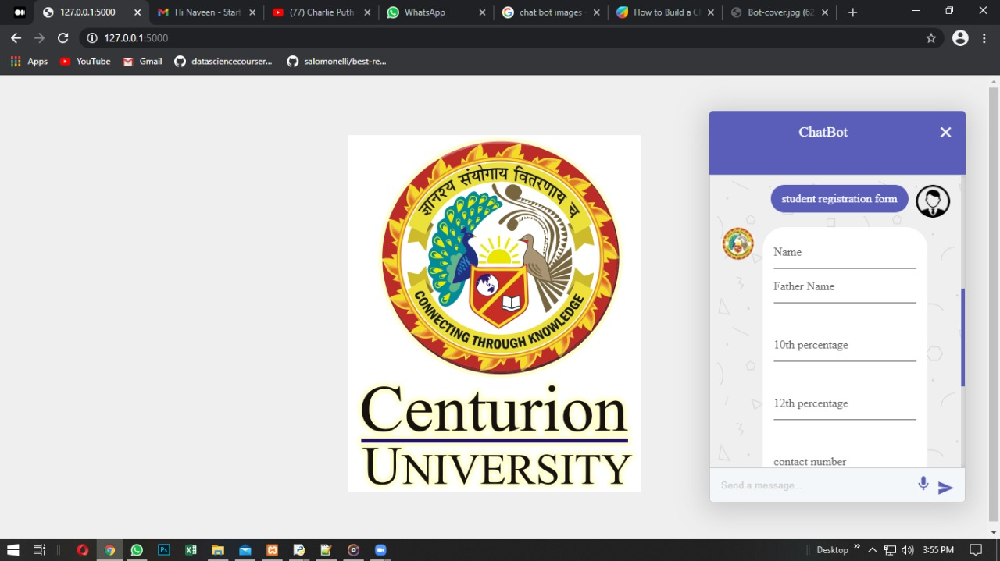 127.0.0.1:5000
Hi Naveen - Start
(77) Charlie Puth
WhatsApp
chat bot images
How to Build a C
Bot-cover.jpg (62
127.0.0.1:5000
Apps
YouTube
Gmail
datasciencecourser...
salomonelli/best-re...
ज्ञानश्य संयोगाय वितरणाय च
CONNECTING THROUGH KNOWLEDGE
Centurion
UNIVERSITY
ChatBot
student registration form
Name
Father Name
10th percentage
12th percentage
contact number
Send a message...
Desktop
3:55 PM